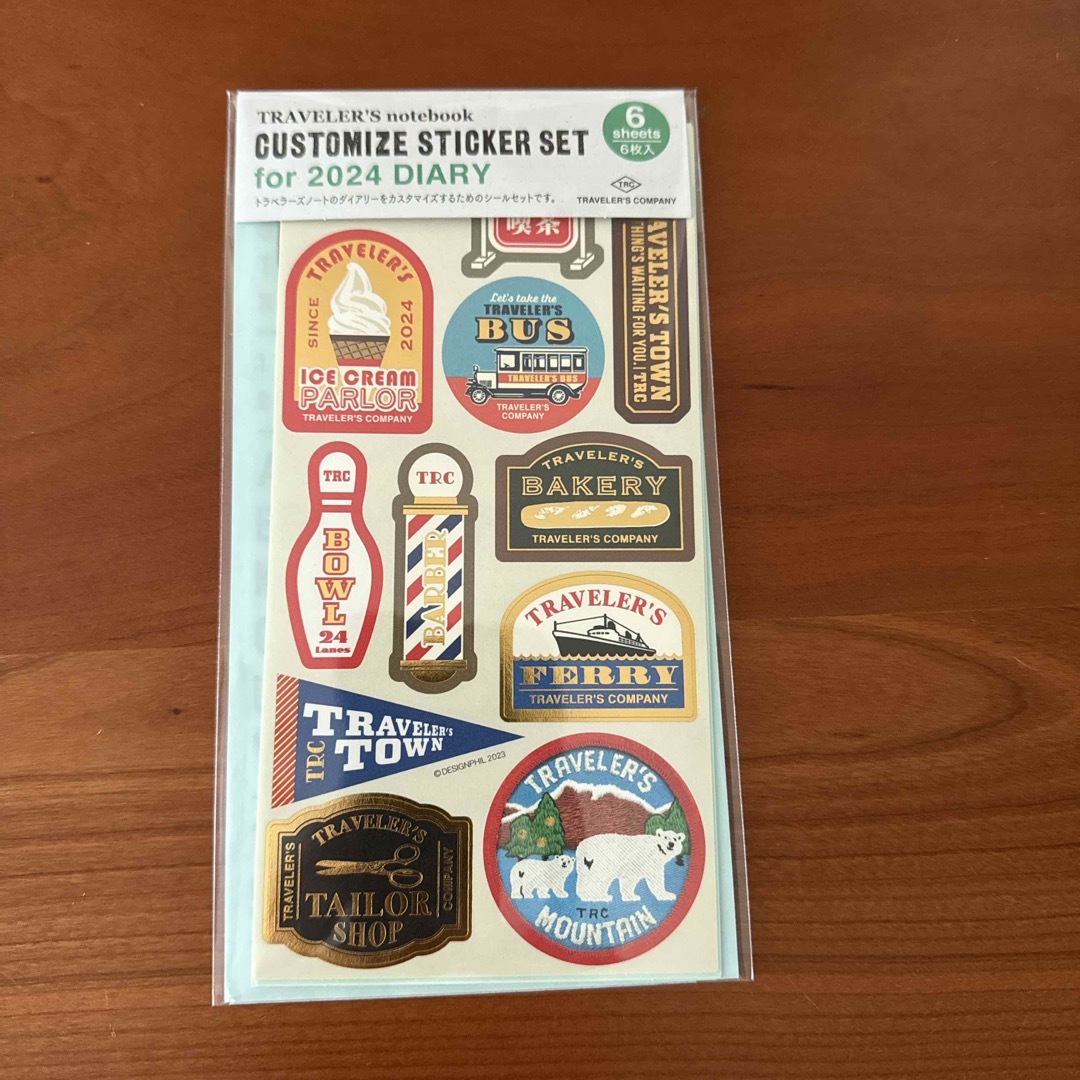 TRAVELER'S notebook
CUSTOMIZE STICKER SET
for 2024 DIARY
トラベラーズノートのダイアリーをカスタマイズするためのシールセットです。
6
sheets
6枚入
TRC
TRAVELER'S COMPANY
喫茶
TRAVELER'S
SINCE
2024
ICE CREAM
PARLOR
TRAVELER'S COMPANY
Let's take the
TRAVELER'S
BUS
TRAVELER'S BUS
TRAVELER'S
COMPANY
AVELER'S TOWN
THING'S WAITING FOR YOU. | TRC
TRC
BOWL
24
Lanes
TRC
BARBER
TRAVELER'S
BAKERY
TRAVELER'S COMPANY
TRAVELER'S
FERRY
TRAVELER'S COMPANY
TRC
TRAVELER'S
TOWN
©DESIGNPHIL 2023
TRAVELER'S
TRAVELER'S
TAILOR
SHOP
COMPANY
TRAVELER'S
TRC
MOUNTAIN